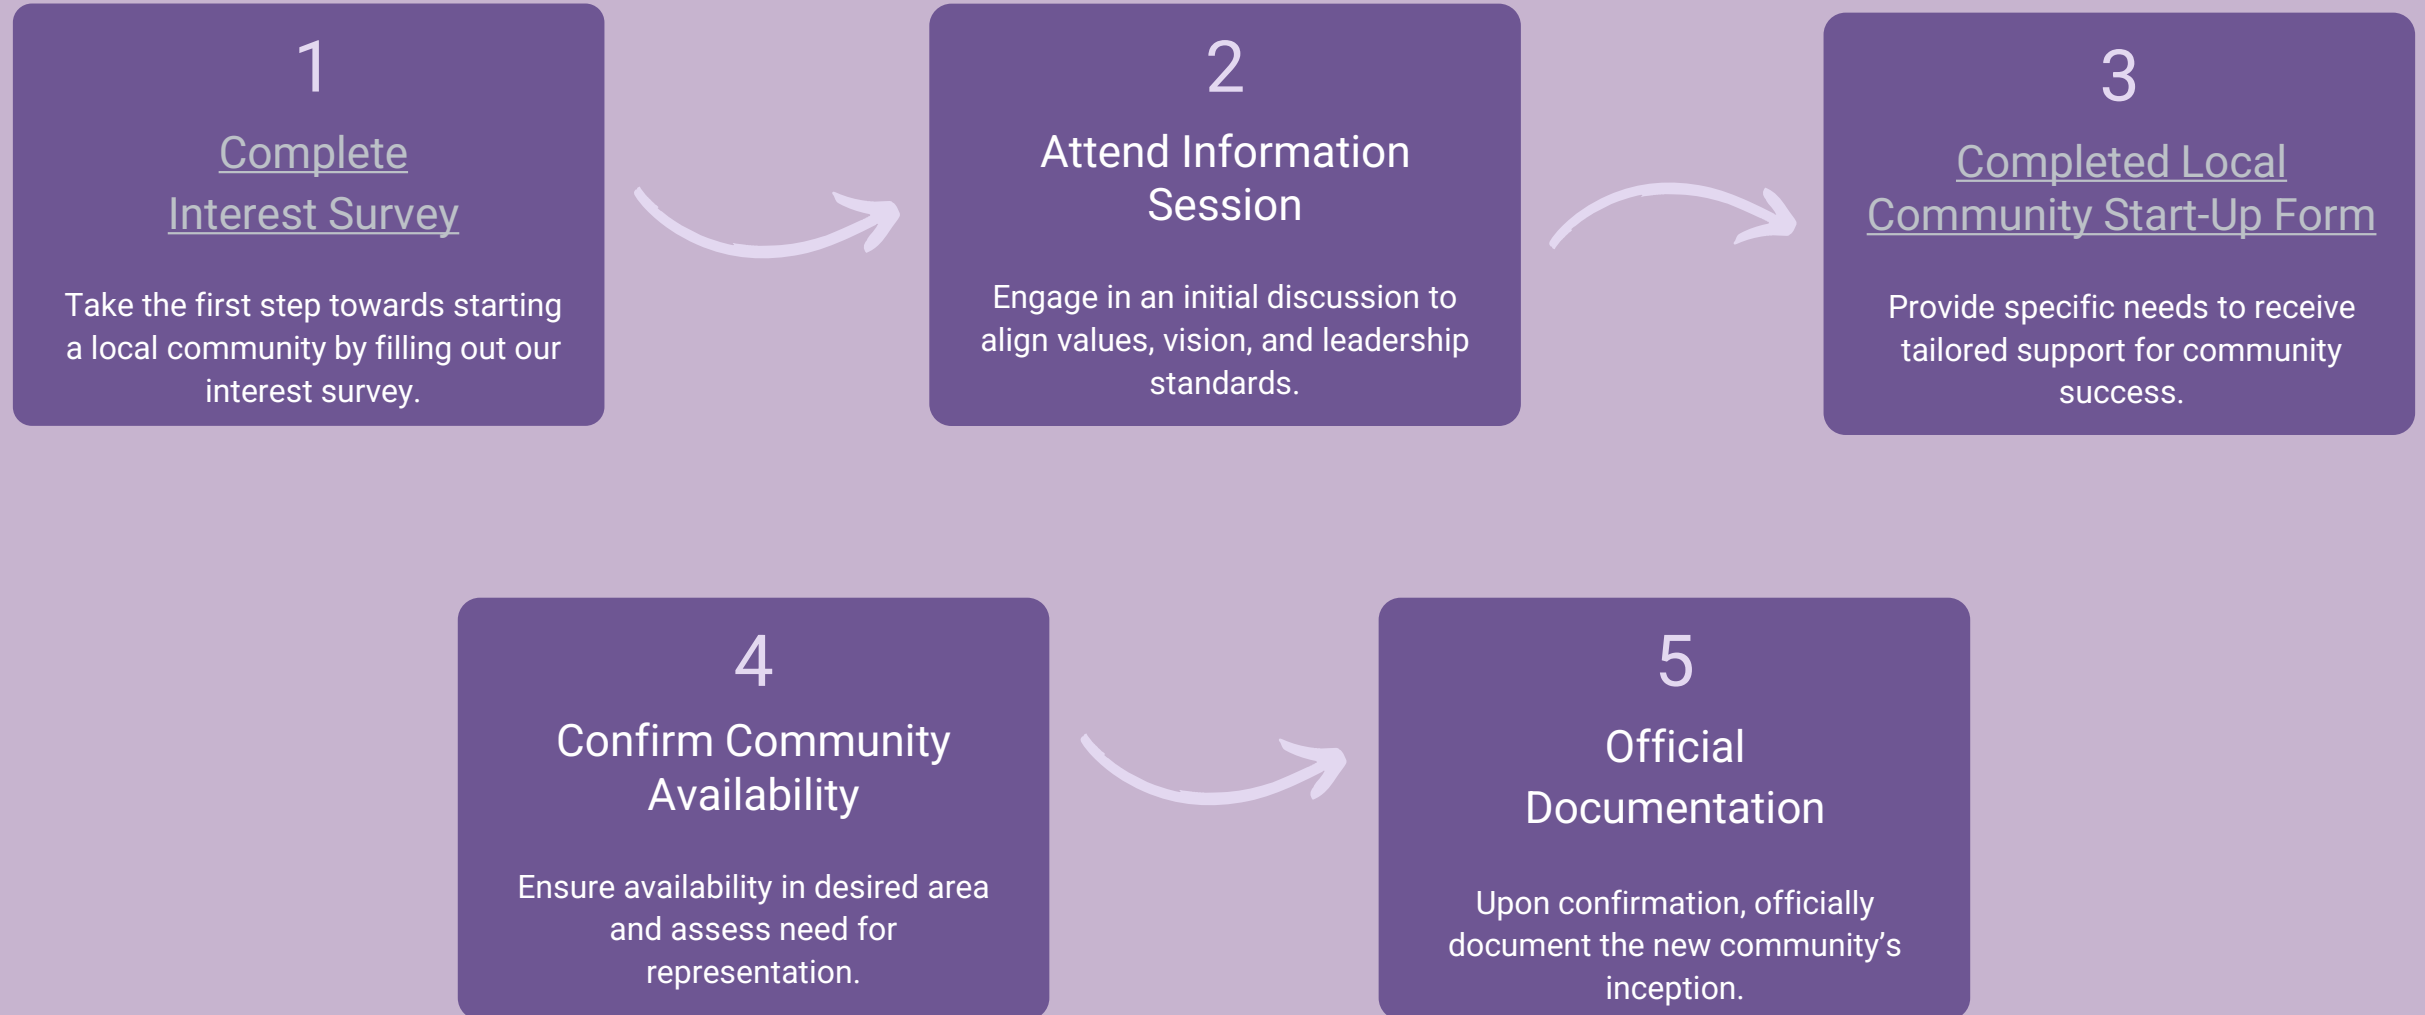 1
Complete
Interest Survey
Take the first step towards starting
a local community by filling out our
interest survey.
2
Attend Information
Session
Engage in an initial discussion to
align values, vision, and leadership
standards.
3
Completed Local
Community Start-Up Form
Provide specific needs to receive
tailored support for community
success.
4
Confirm Community
Availability
Ensure availability in desired area
and assess need for
representation.
5
Official
Documentation
Upon confirmation, officially
document the new community’s
inception.